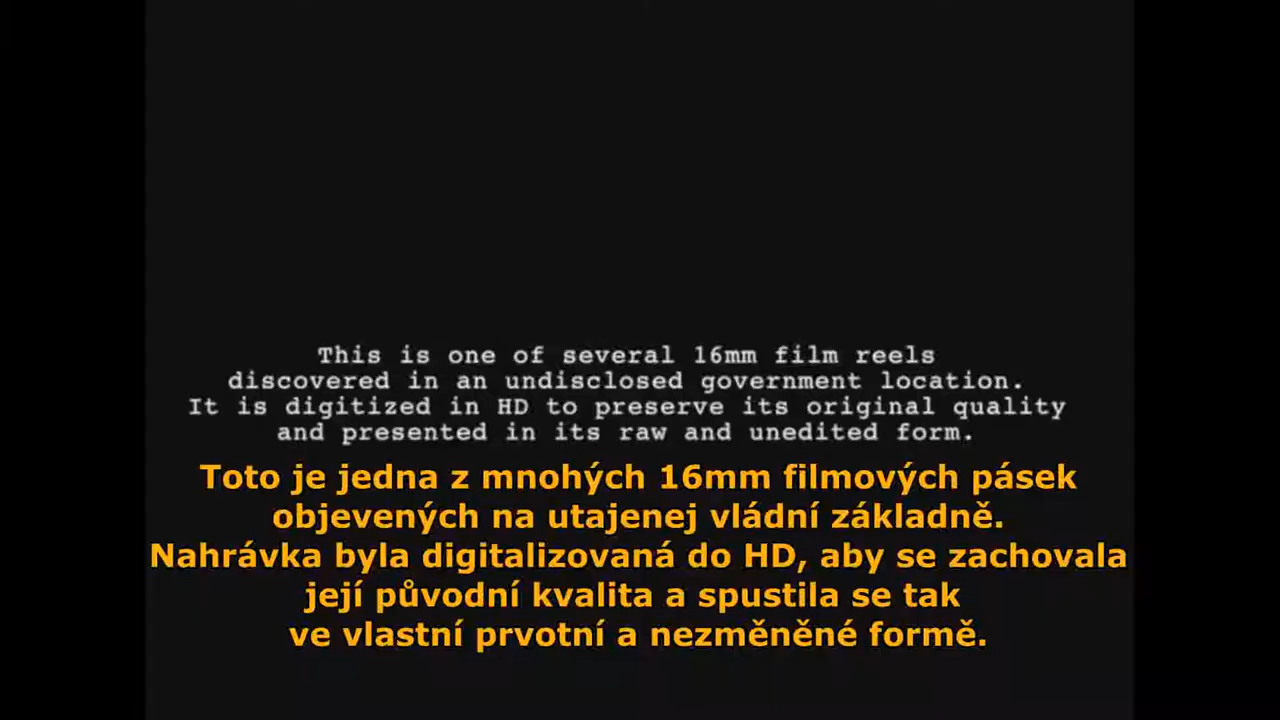 This is one of several 16mm film reels
discovered in an undisclosed government location.
It is digitized in HD to preserve its original quality
and presented in its raw and unedited form.
Toto je jedna z mnohých 16mm filmových pásek
objevených na utajenej vládní základně.
Nahrávka byla digitalizovaná do HD, aby se zachovala
její původní kvalita a spustila se tak
ve vlastní prvotní a nezměněné formě.